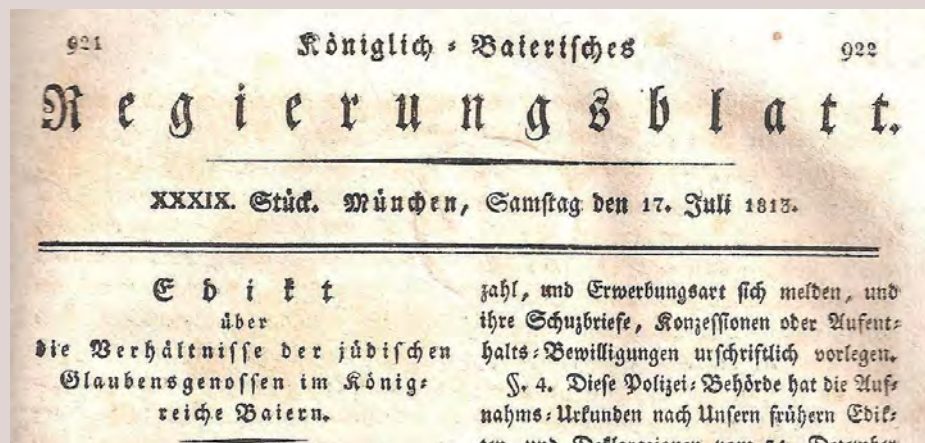 921
Königlich = Baierisches
922
Regierungsblatt.
XXXIX. Stück. München, Samstag den 17. Juli 1813.
Edikt
über
die Verhältnisse der jüdischen
Glaubensgenossen im König=
reiche Baiern.
zahl, und Erwerbungsart sich melden, und
ihre Schuzbriefe, Konzessionen oder Aufent=
halts=Bewilligungen urschriftlich vorlegen.
§. 4. Diese Polizei=Behörde hat die Auf=
nahms=Urkunden nach Unsern frühern Edik=